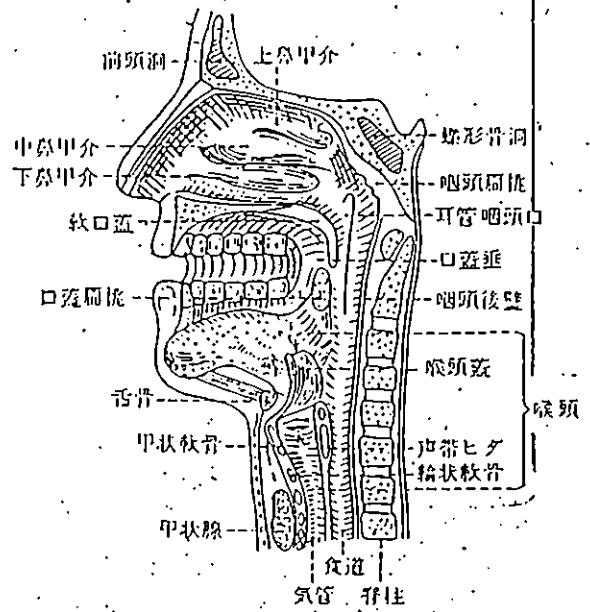 前頭洞
上鼻甲介
中鼻甲介
下鼻甲介
軟口蓋
口蓋扁桃
舌骨
甲状軟骨
甲状腺
蝶形骨洞
咽頭扁桃
耳管咽頭口
口蓋垂
咽頭後壁
喉頭蓋
喉頭
声帯ヒダ
輪状軟骨
食道
気管
脊柱